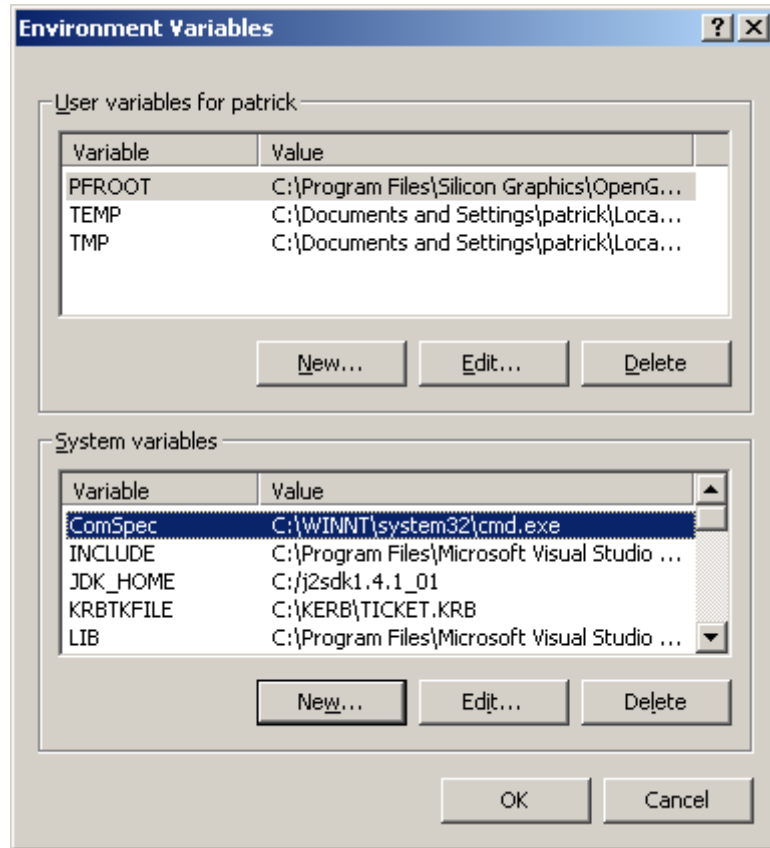 Environment Variables
User variables for patrick
Variable Value
PFROOT C:\Program Files\Silicon Graphics\OpenG...
TEMP C:\Documents and Settings\patrick\Loca...
TMP C:\Documents and Settings\patrick\Loca...
New... Edit... Delete
System variables
Variable Value
ComSpec C:\WINNT\system32\cmd.exe
INCLUDE C:\Program Files\Microsoft Visual Studio ...
JDK_HOME C:/j2sdk1.4.1_01
KRBTKFILE C:\KERB\TICKET.KRB
LIB C:\Program Files\Microsoft Visual Studio ...
New... Edit... Delete
OK Cancel